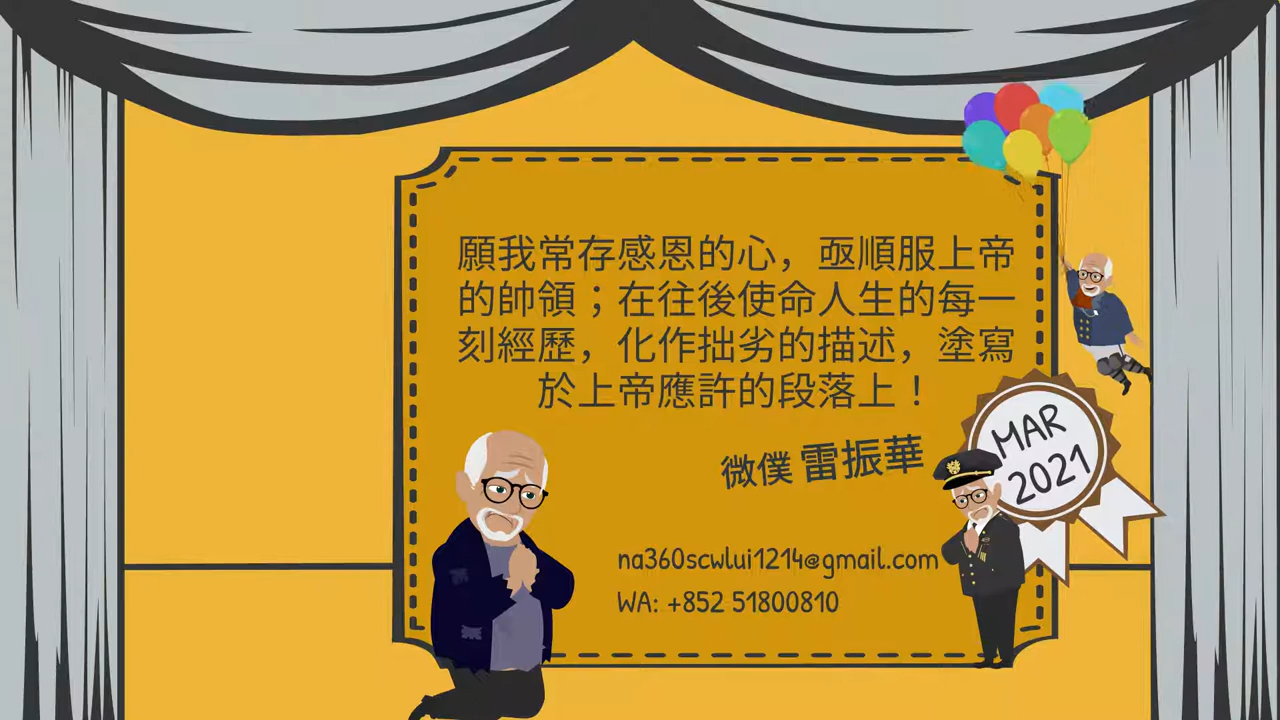 願我常存感恩的心，亟順服上帝
的帥領；在往後使命人生的每一
刻經歷，化作拙劣的描述，塗寫
於上帝應許的段落上！
微僕 雷振華
MAR
2021
na360scwlui1214@gmail.com
WA: +852 51800810